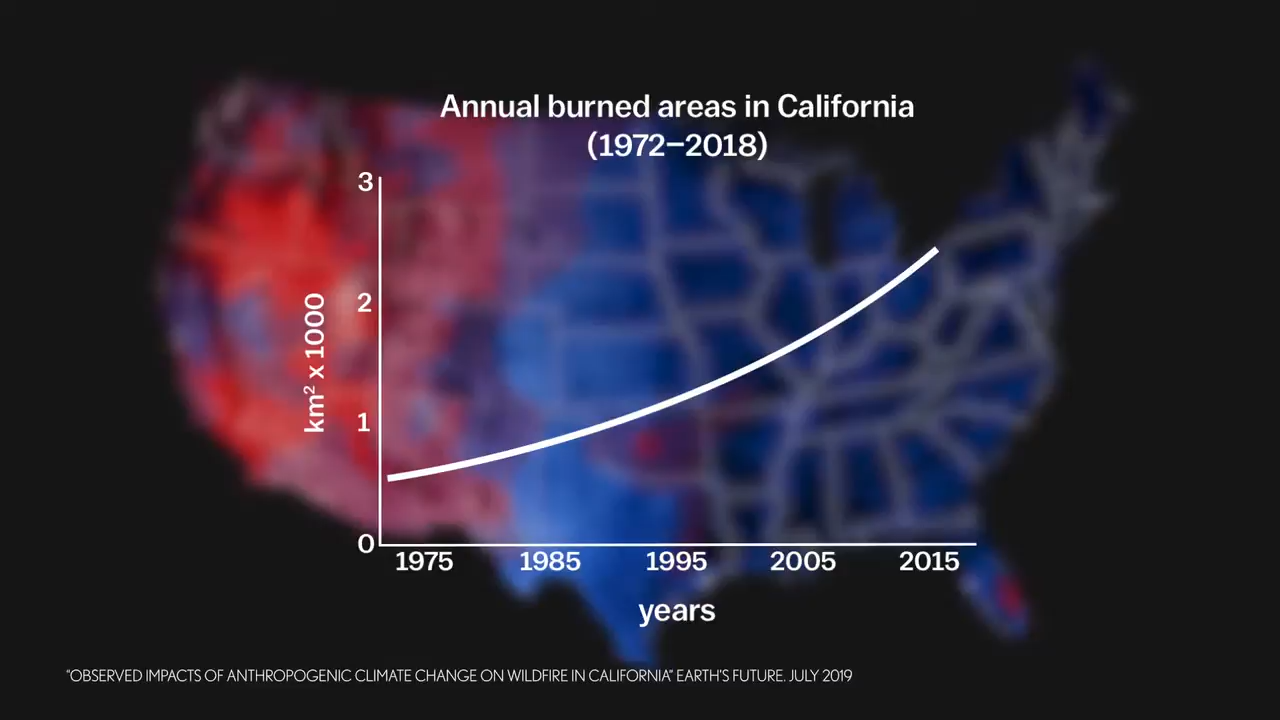 Annual burned areas in California
(1972–2018)
3
2
1
0
km² x 1000
1975 1985 1995 2005 2015
years
"OBSERVED IMPACTS OF ANTHROPOGENIC CLIMATE CHANGE ON WILDFIRE IN CALIFORNIA" EARTH'S FUTURE. JULY 2019